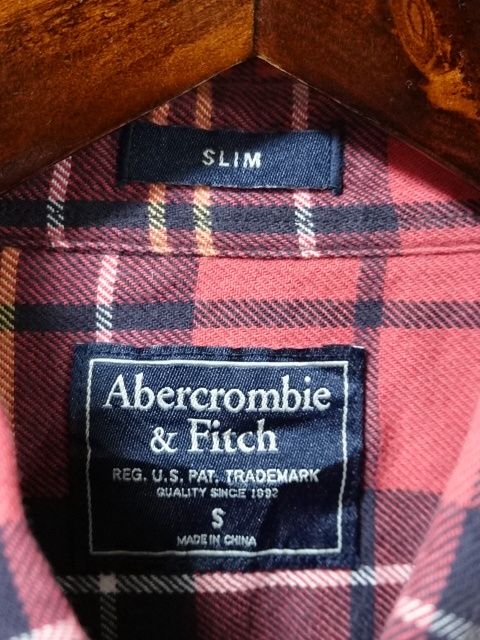 SLIM
Abercrombie
& Fitch
REG. U.S. PAT. TRADEMARK
QUALITY SINCE 1892
S
MADE IN CHINA